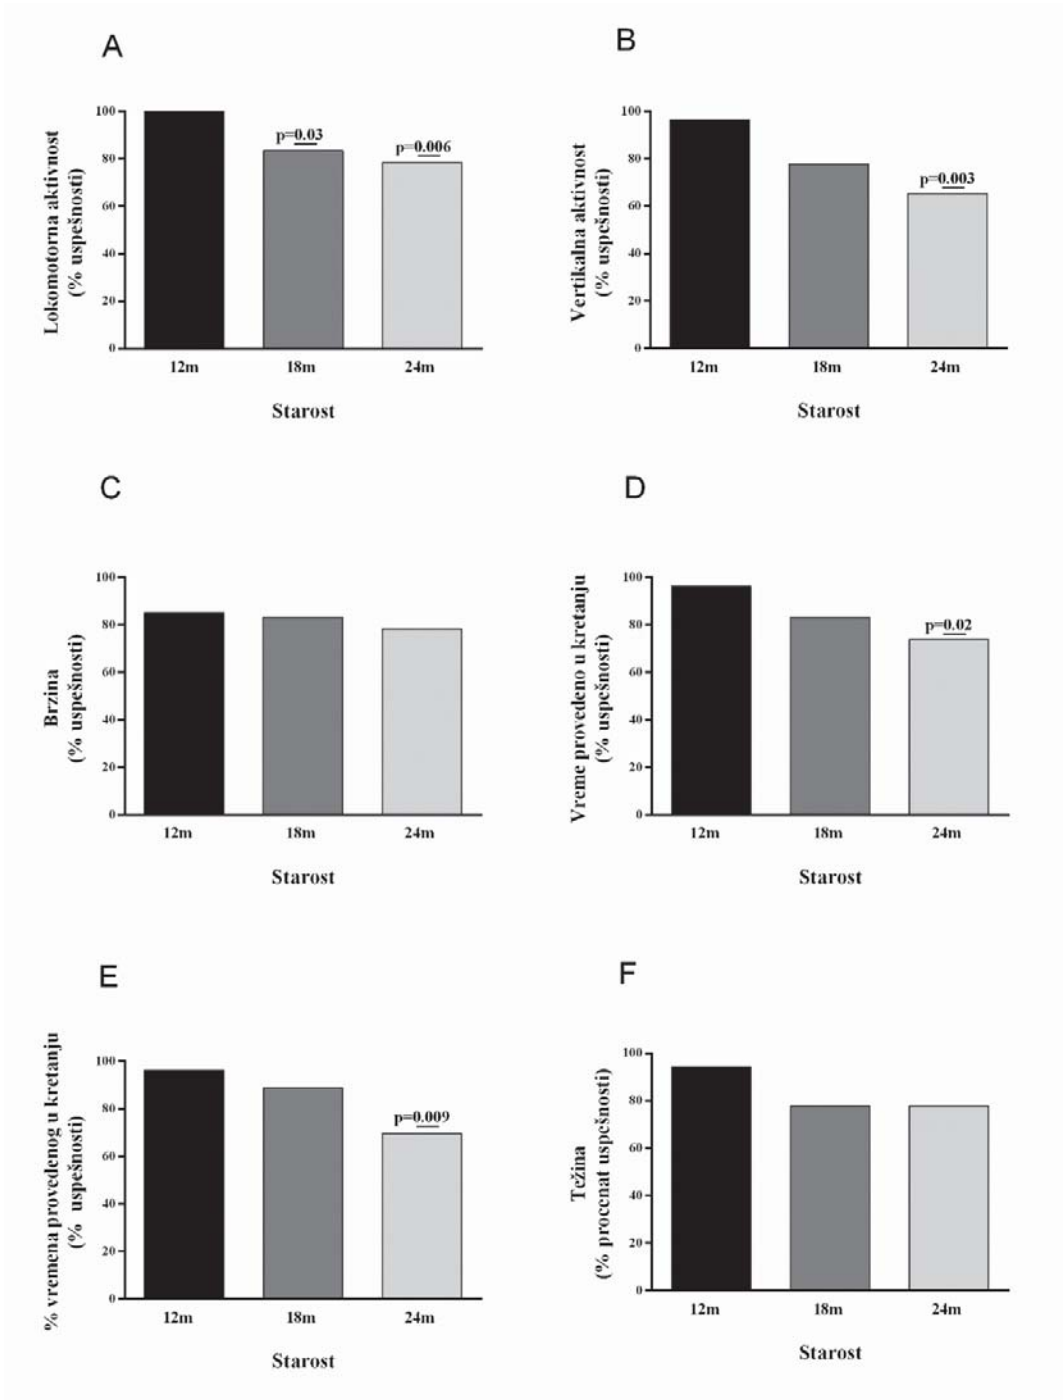 A
Lokomotorna aktivnost
(% uspešnosti)
100
80
60
40
20
0
p=0.03
p=0.006
12m
18m
24m
Starost
B
Vertikalna aktivnost
(% uspešnosti)
100
80
60
40
20
0
p=0.003
12m
18m
24m
Starost
C
Brzina
(% uspešnosti)
100
80
60
40
20
0
12m
18m
24m
Starost
D
Vreme provedeno u kretanju
(% uspešnosti)
100
80
60
40
20
0
p=0.02
12m
18m
24m
Starost
E
% vremena provedenog u kretanju
(% uspešnosti)
100
80
60
40
20
0
p=0.009
12m
18m
24m
Starost
F
Težina
(% procenat uspešnosti)
100
80
60
40
20
0
12m
18m
24m
Starost